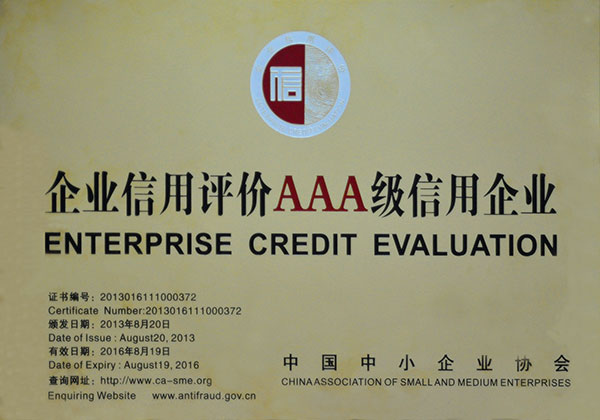 信
企业信用评价AAA级信用企业
ENTERPRISE CREDIT EVALUATION
证书编号：2013016111000372
Certificate Number:2013016111000372
颁发日期：2013年8月20日
Date of Issue : August20, 2013
有效日期：2016年8月19日
Date of Expiry : August19, 2016
查询网址：http://www.ca-sme.org
Enquiring Website www.antifraud.gov.cn
中国中小企业协会
CHINA ASSOCIATION OF SMALL AND MEDIUM ENTERPRISES